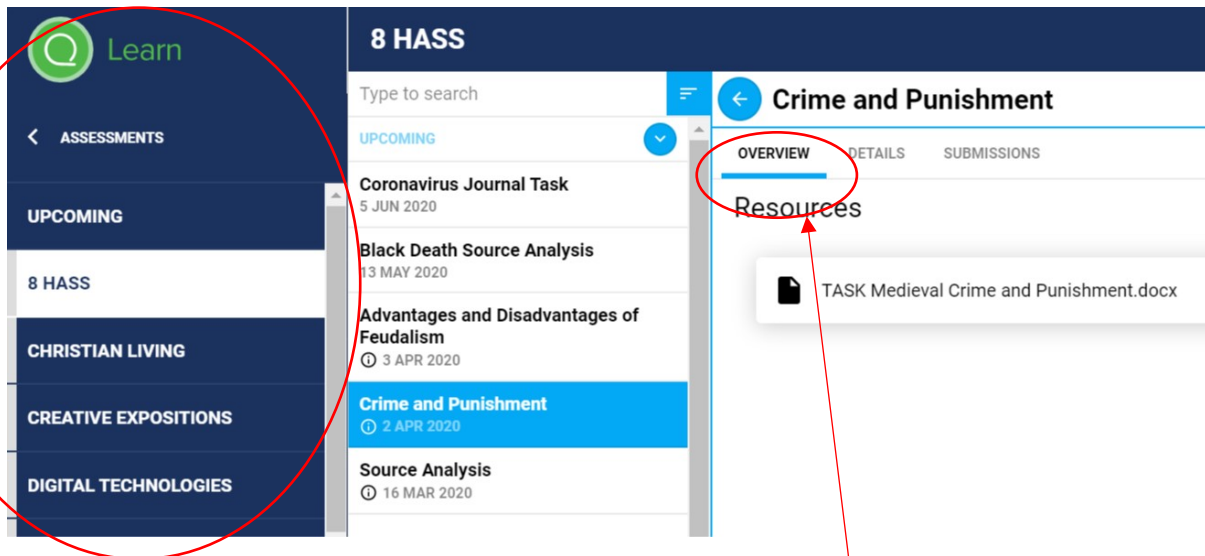 Learn
ASSESSMENTS
UPCOMING
8 HASS
CHRISTIAN LIVING
CREATIVE EXPOSITIONS
DIGITAL TECHNOLOGIES
8 HASS
Type to search
UPCOMING
Coronavirus Journal Task
5 JUN 2020
Black Death Source Analysis
13 MAY 2020
Advantages and Disadvantages of
Feudalism
3 APR 2020
Crime and Punishment
2 APR 2020
Source Analysis
16 MAR 2020
Crime and Punishment
OVERVIEW DETAILS SUBMISSIONS
Resources
TASK Medieval Crime and Punishment.docx